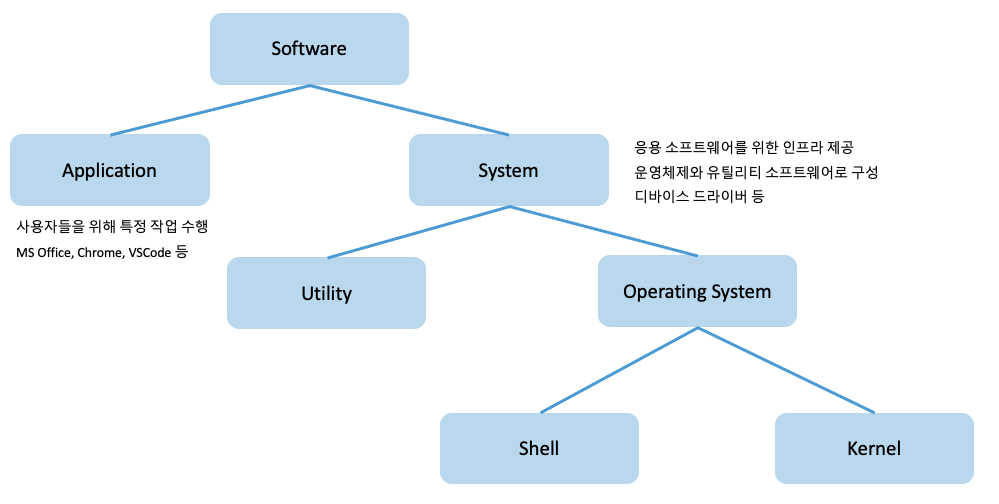 Software
Application
System
응용 소프트웨어를 위한 인프라 제공
운영체제와 유틸리티 소프트웨어로 구성
디바이스 드라이버 등
사용자들을 위해 특정 작업 수행
MS Office, Chrome, VSCode 등
Utility
Operating System
Shell
Kernel